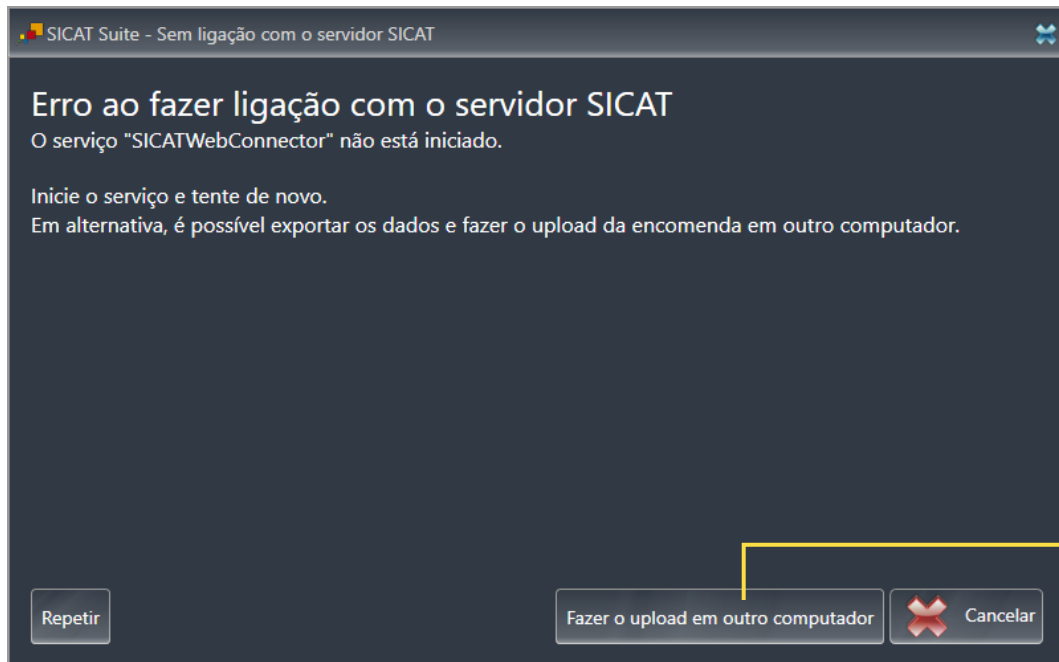 SICAT Suite - Sem ligação com o servidor SICAT
Erro ao fazer ligação com o servidor SICAT
O serviço "SICATWebConnector" não está iniciado.
Inicie o serviço e tente de novo.
Em alternativa, é possível exportar os dados e fazer o upload da encomenda em outro computador.
Repetir
Fazer o upload em outro computador
Cancelar